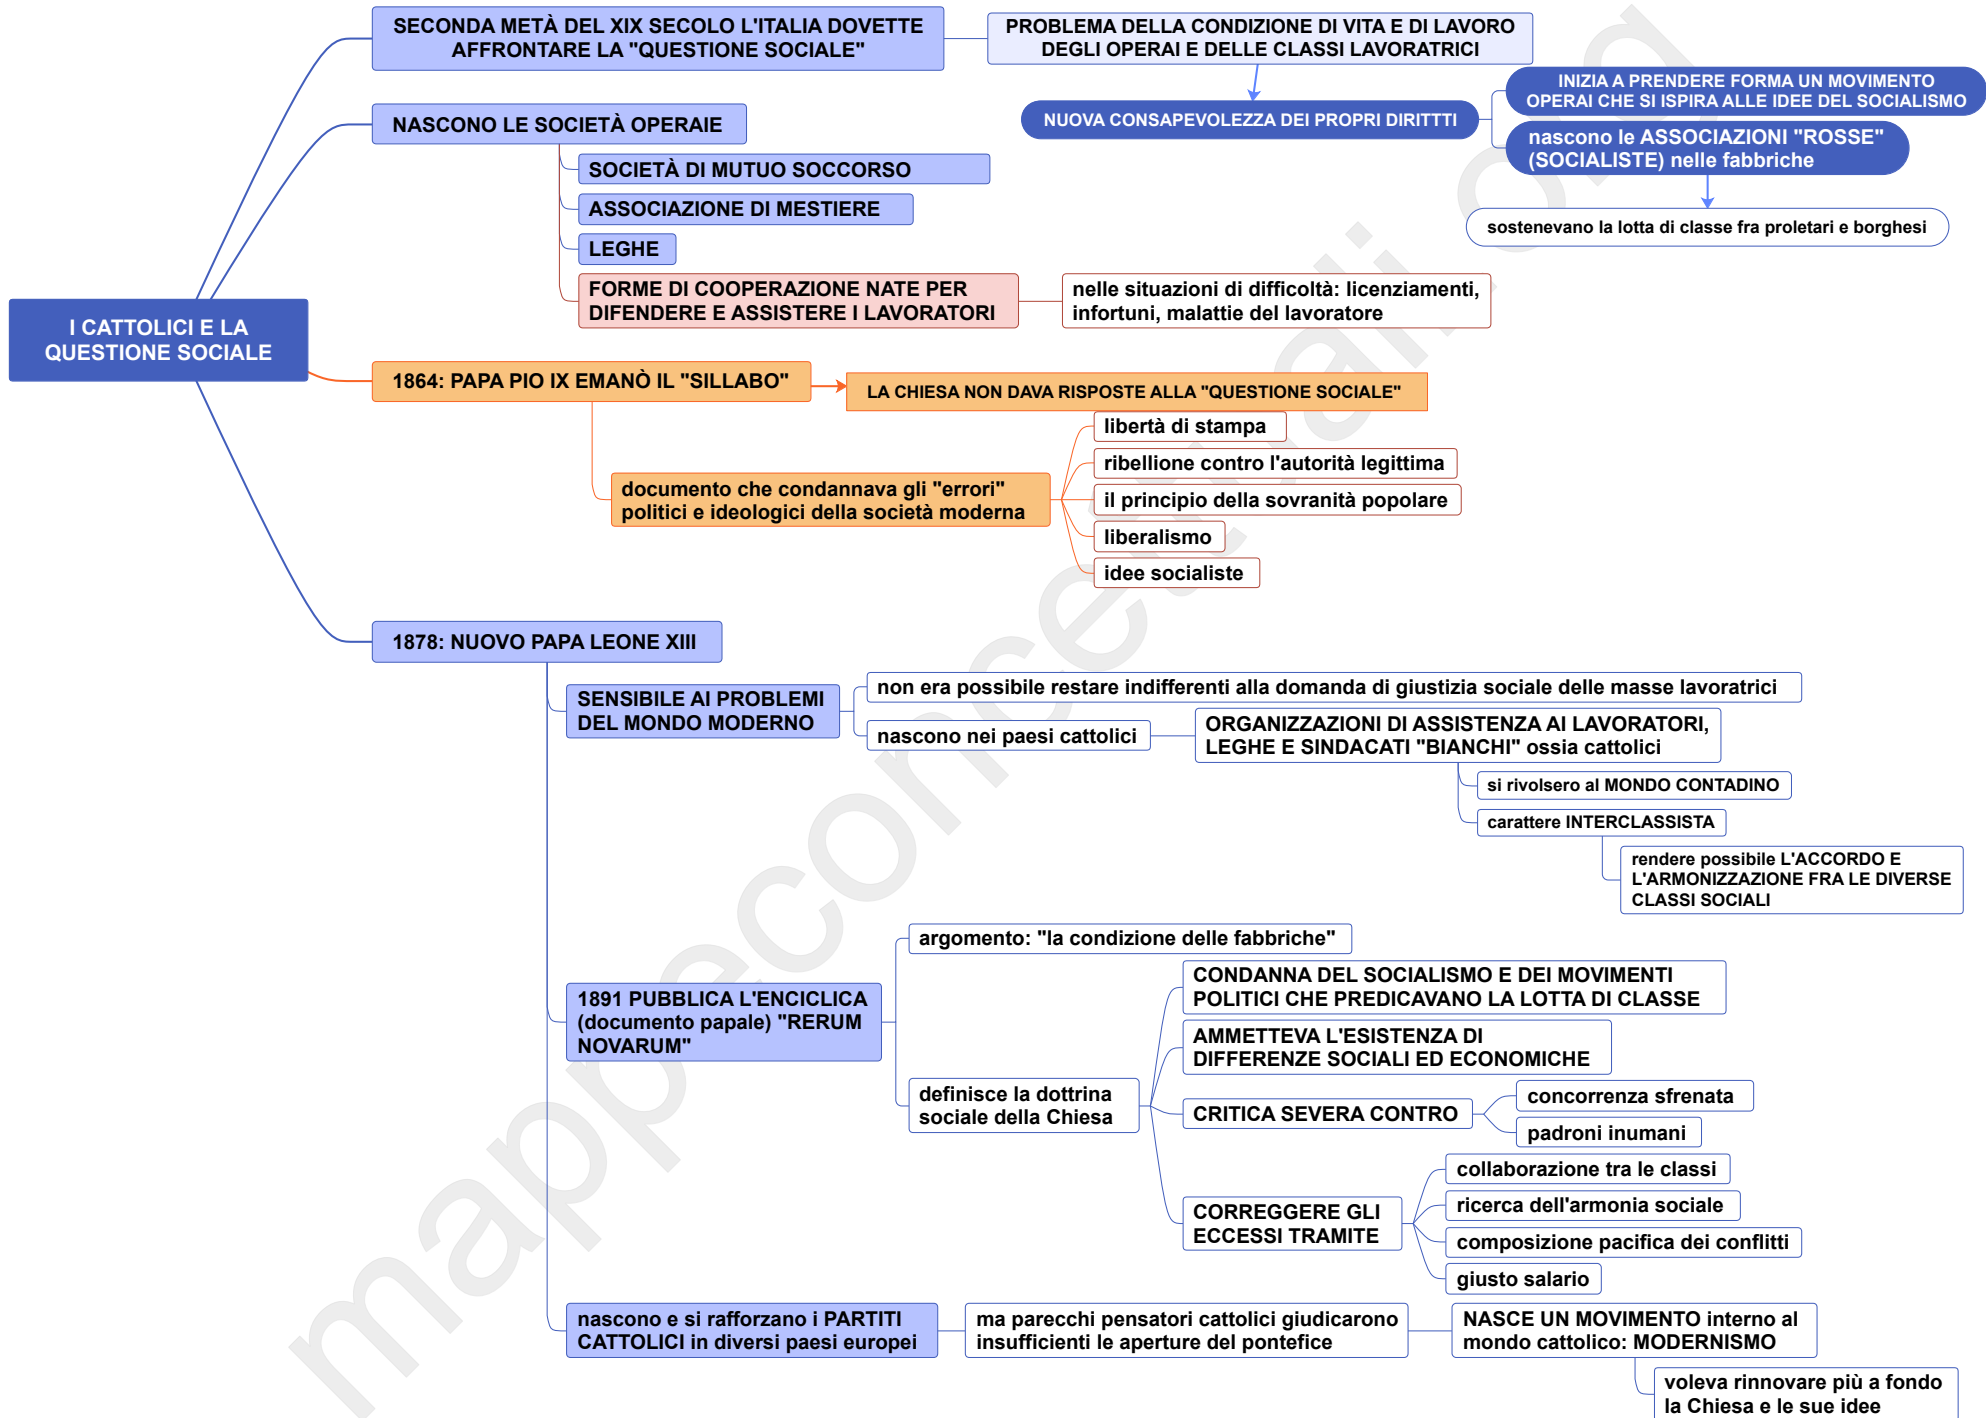 SECONDA METÀ DEL XIX SECOLO L'ITALIA DOVETTE
AFFRONTARE LA "QUESTIONE SOCIALE"
PROBLEMA DELLA CONDIZIONE DI VITA E DI LAVORO
DEGLI OPERAI E DELLE CLASSI LAVORATRICI
NUOVA CONSAPEVOLEZZA DEI PROPRI DIRITTTI
INIZIA A PRENDERE FORMA UN MOVIMENTO
OPERAI CHE SI ISPIRA ALLE IDEE DEL SOCIALISMO
nascono le ASSOCIAZIONI "ROSSE"
(SOCIALISTE) nelle fabbriche
sostenevano la lotta di classe fra proletari e borghesi
NASCONO LE SOCIETÀ OPERAIE
SOCIETÀ DI MUTUO SOCCORSO
ASSOCIAZIONE DI MESTIERE
LEGHE
FORME DI COOPERAZIONE NATE PER
DIFENDERE E ASSISTERE I LAVORATORI
nelle situazioni di difficoltà: licenziamenti,
infortuni, malattie del lavoratore
I CATTOLICI E LA
QUESTIONE SOCIALE
1864: PAPA PIO IX EMANÒ IL "SILLABO"
LA CHIESA NON DAVA RISPOSTE ALLA "QUESTIONE SOCIALE"
documento che condannava gli "errori"
politici e ideologici della società moderna
libertà di stampa
ribellione contro l'autorità legittima
il principio della sovranità popolare
liberalismo
idee socialiste
1878: NUOVO PAPA LEONE XIII
SENSIBILE AI PROBLEMI
DEL MONDO MODERNO
non era possibile restare indifferenti alla domanda di giustizia sociale delle masse lavoratrici
nascono nei paesi cattolici
ORGANIZZAZIONI DI ASSISTENZA AI LAVORATORI,
LEGHE E SINDACATI "BIANCHI" ossia cattolici
si rivolsero al MONDO CONTADINO
carattere INTERCLASSISTA
rendere possibile L'ACCORDO E
L'ARMONIZZAZIONE FRA LE DIVERSE
CLASSI SOCIALI
1891 PUBBLICA L'ENCICLICA
(documento papale) "RERUM
NOVARUM"
argomento: "la condizione delle fabbriche"
definisce la dottrina
sociale della Chiesa
CONDANNA DEL SOCIALISMO E DEI MOVIMENTI
POLITICI CHE PREDICAVANO LA LOTTA DI CLASSE
AMMETTEVA L'ESISTENZA DI
DIFFERENZE SOCIALI ED ECONOMICHE
CRITICA SEVERA CONTRO
concorrenza sfrenata
padroni inumani
CORREGGERE GLI
ECCESSI TRAMITE
collaborazione tra le classi
ricerca dell'armonia sociale
composizione pacifica dei conflitti
giusto salario
nascono e si rafforzano i PARTITI
CATTOLICI in diversi paesi europei
ma parecchi pensatori cattolici giudicarono
insufficienti le aperture del pontefice
NASCE UN MOVIMENTO interno al
mondo cattolico: MODERNISMO
voleva rinnovare più a fondo
la Chiesa e le sue idee
mappeconcettuali.org